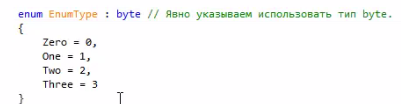 enum EnumType : byte // Явно указываем использовать тип byte.
{
    Zero = 0,
    One = 1,
    Two = 2,
    Three = 3
}